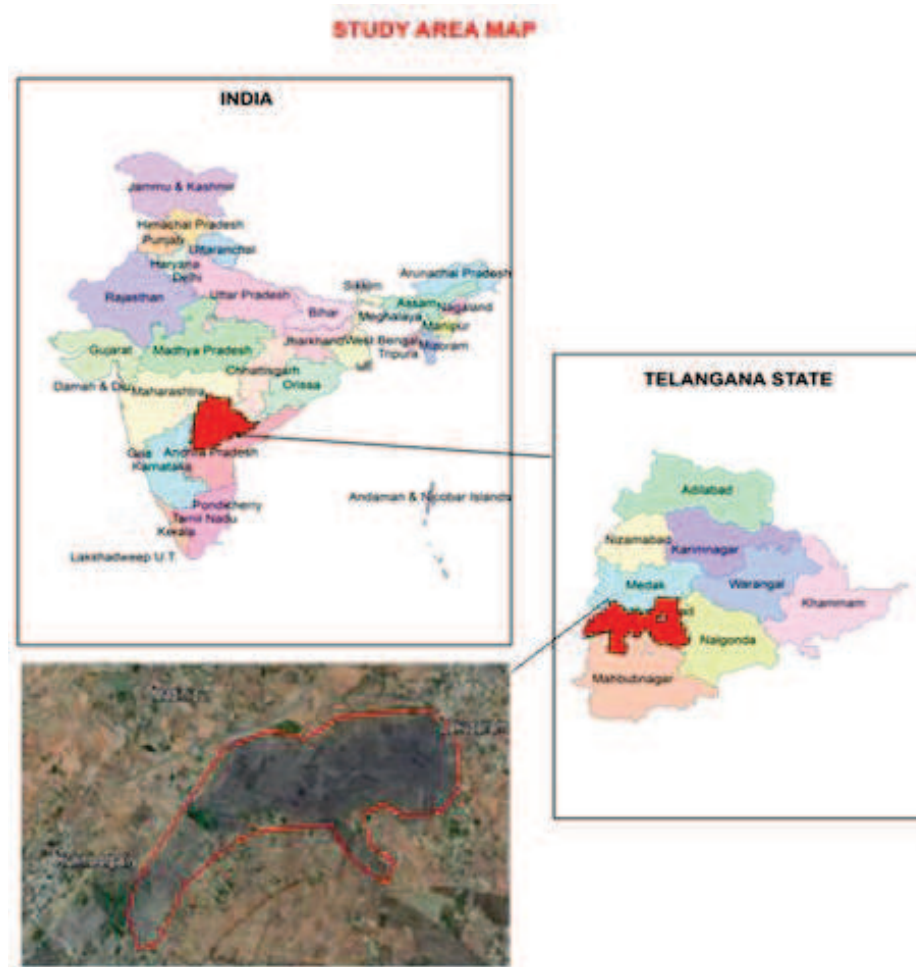 STUDY AREA MAP
INDIA
Jammu & Kashmir
Himachal Pradesh
Punjab
Uttaranchal
Haryana
Delhi
Arunachal Pradesh
Sikkim
Rajasthan
Uttar Pradesh
Assam
Nagaland
Bihar
Meghalaya
Manipur
Jharkhand
West Bengal
Mizoram
Tripura
Gujarat
Madhya Pradesh
Chhattisgarh
Orissa
Daman & Diu
Maharashtra
Goa
Andhra Pradesh
Karnataka
Andaman & Nicobar Islands
Pondicherry
Tamil Nadu
Kerala
Lakshadweep U.T.
TELANGANA STATE
Adilabad
Nizamabad
Karimnagar
Medak
Warangal
Khammam
Nalgonda
Mahbubnagar